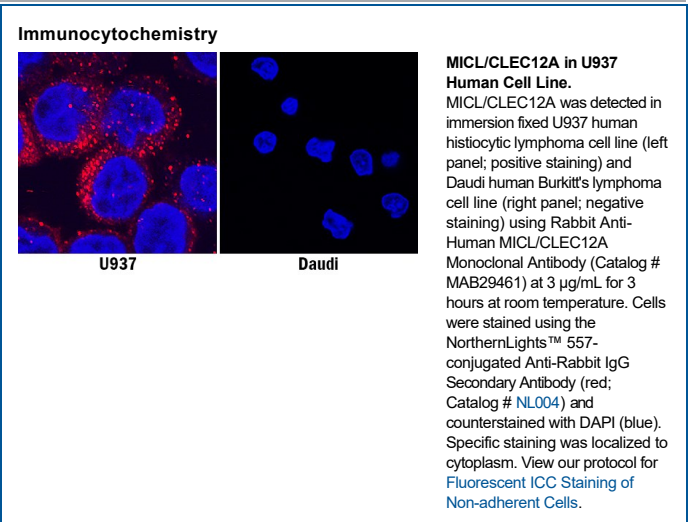 Immunocytochemistry
U937
Daudi
MICL/CLEC12A in U937
Human Cell Line.
MICL/CLEC12A was detected in
immersion fixed U937 human
histiocytic lymphoma cell line (left
panel; positive staining) and
Daudi human Burkitt's lymphoma
cell line (right panel; negative
staining) using Rabbit Anti-
Human MICL/CLEC12A
Monoclonal Antibody (Catalog #
MAB29461) at 3 µg/mL for 3
hours at room temperature. Cells
were stained using the
NorthernLights™ 557-
conjugated Anti-Rabbit IgG
Secondary Antibody (red;
Catalog # NL004) and
counterstained with DAPI (blue).
Specific staining was localized to
cytoplasm. View our protocol for
Fluorescent ICC Staining of
Non-adherent Cells.